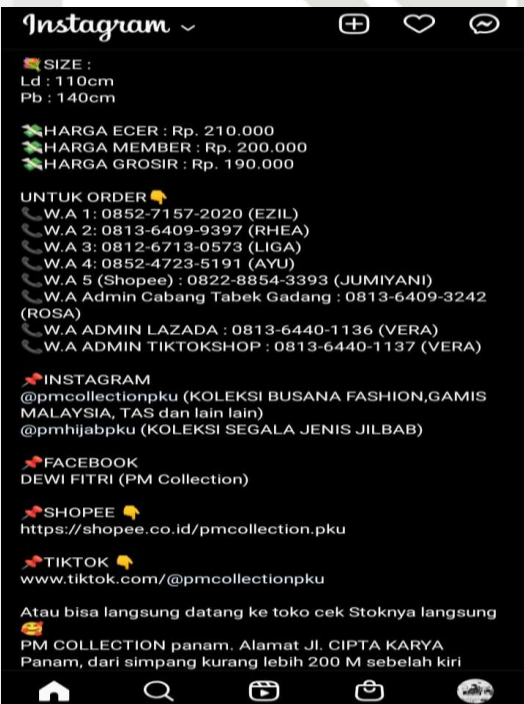 Instagram
💐SIZE :
Ld : 110cm
Pb : 140cm
💸HARGA ECER : Rp. 210.000
💸HARGA MEMBER : Rp. 200.000
💸HARGA GROSIR : Rp. 190.000
UNTUK ORDER👇
📞W.A 1: 0852-7157-2020 (EZIL)
📞W.A 2: 0813-6409-9397 (RHEA)
📞W.A 3: 0812-6713-0573 (LIGA)
📞W.A 4: 0852-4723-5191 (AYU)
📞W.A 5 (Shopee) : 0822-8854-3393 (JUMIYANI)
📞W.A Admin Cabang Tabek Gadang : 0813-6409-3242
(ROSA)
📞W.A ADMIN LAZADA : 0813-6440-1136 (VERA)
📞W.A ADMIN TIKTOKSHOP : 0813-6440-1137 (VERA)
📌INSTAGRAM
@pmcollectionpku (KOLEKSI BUSANA FASHION,GAMIS
MALAYSIA, TAS dan lain lain)
@pmhijabpku (KOLEKSI SEGALA JENIS JILBAB)
📌FACEBOOK
DEWI FITRI (PM Collection)
📌SHOPEE 👇
https://shopee.co.id/pmcollection.pku
📌TIKTOK 👇
www.tiktok.com/@pmcollectionpku
Atau bisa langsung datang ke toko cek Stoknya langsung
🥰
PM COLLECTION panam. Alamat Jl. CIPTA KARYA
Panam, dari simpang kurang lebih 200 M sebelah kiri